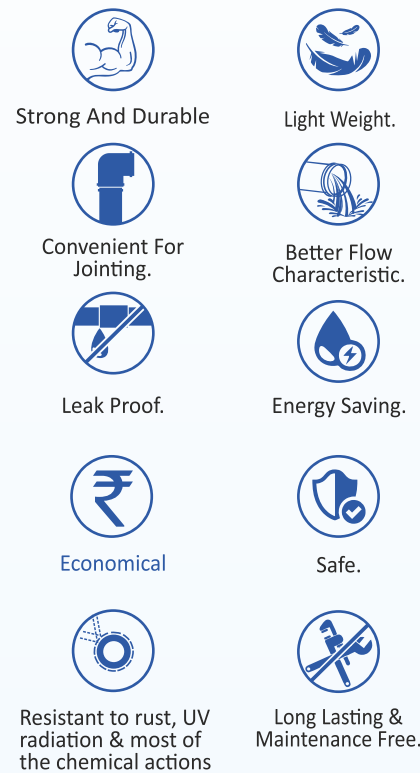 Strong And Durable
Light Weight.
Convenient For
Jointing.
Better Flow
Characteristic.
Leak Proof.
Energy Saving.
₹
Economical
Safe.
Resistant to rust, UV
radiation & most of
the chemical actions
Long Lasting &
Maintenance Free.